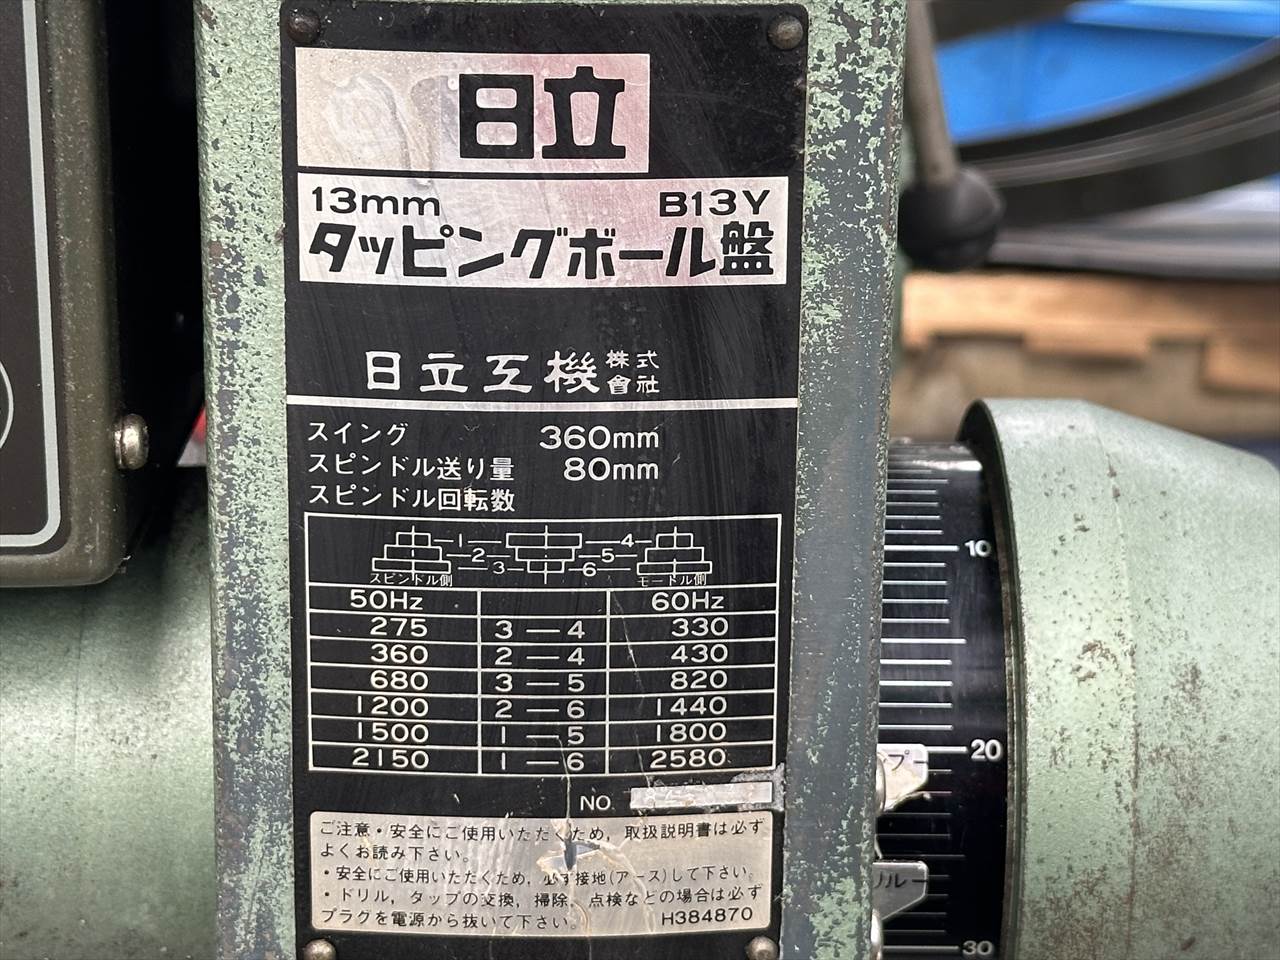 日立
13mm B13Y
タッピングボール盤
日立工機株式會社
スイング 360mm
スピンドル送り量 80mm
スピンドル回転数
1 4
2 5
3 6
スピンドル側 モートル側
50Hz 60Hz
275 3—4 330
360 2—4 430
680 3—5 820
1200 2—6 1440
1500 1—5 1800
2150 1—6 2580
NO.
ご注意・安全にご使用いただくため，取扱説明書は必ず
よくお読み下さい。
・安全にご使用いただくため，必ず接地(アース)して下さい。
・ドリル，タップの交換，掃除，点検などの場合は必ず
プラグを電源から抜いて下さい。 H384870
10
20
30